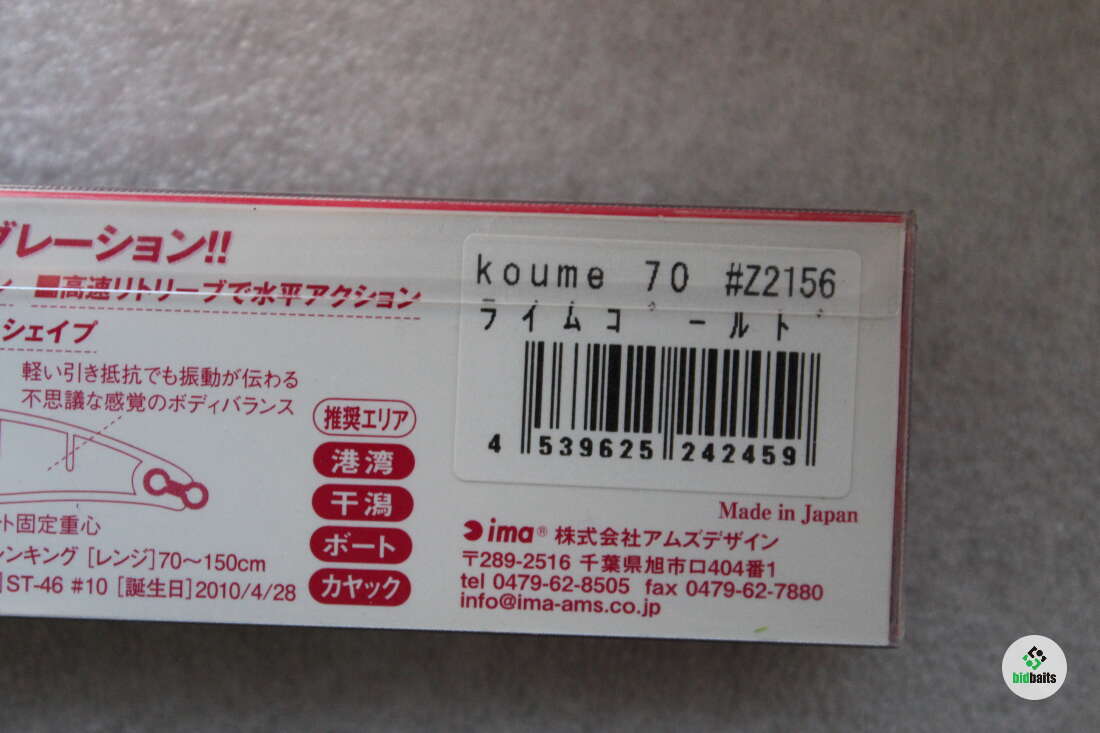 グレーション!!
■高速リトリーブで水平アクション
シェイプ
軽い引き抵抗でも振動が伝わる
不思議な感覚のボディバランス
ト固定重心
シンキング [レンジ]70～150cm
ST-46 #10 [誕生日]2010/4/28
推奨エリア
港湾
干潟
ボート
カヤック
koume 70 #Z2156
ライムゴールド
4 539625 242459
Made in Japan
ima® 株式会社アムズデザイン
〒289-2516 千葉県旭市ロ404番1
tel 0479-62-8505 fax 0479-62-7880
info@ima-ams.co.jp
bidbaits